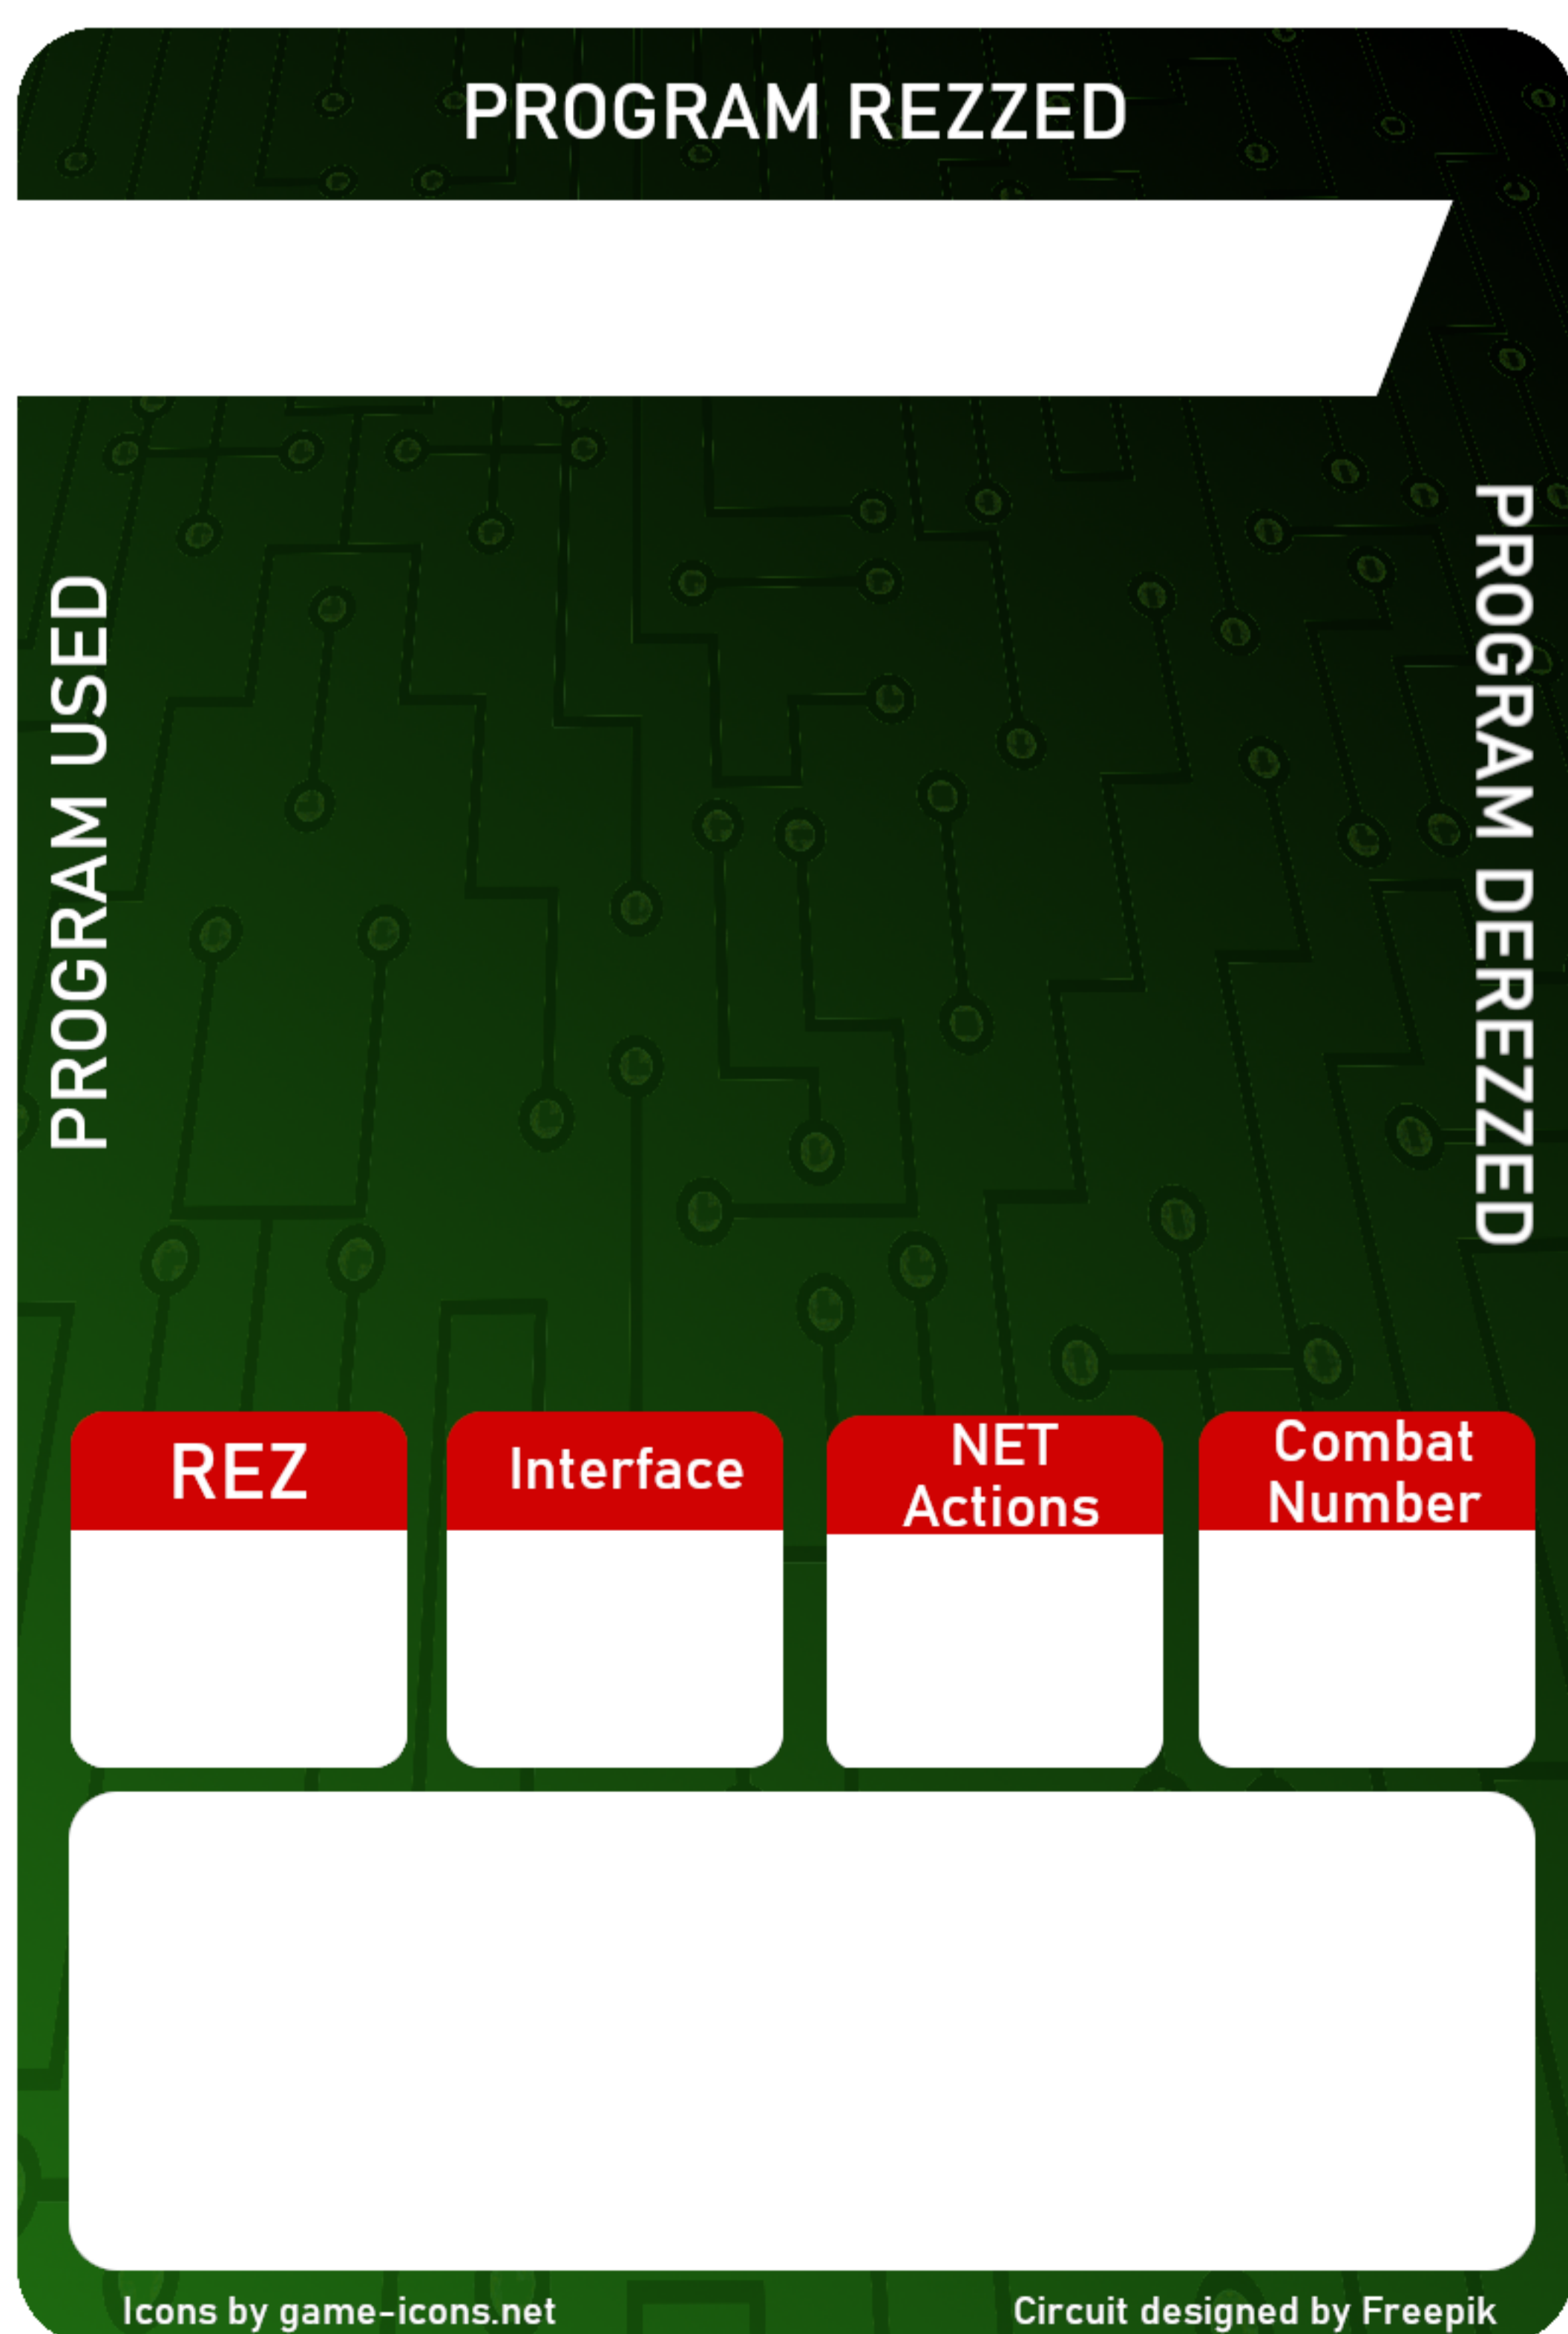 PROGRAM REZZED
PROGRAM USED
PROGRAM DEREZZED
REZ
Interface
NET
Actions
Combat
Number
Icons by game-icons.net
Circuit designed by Freepik